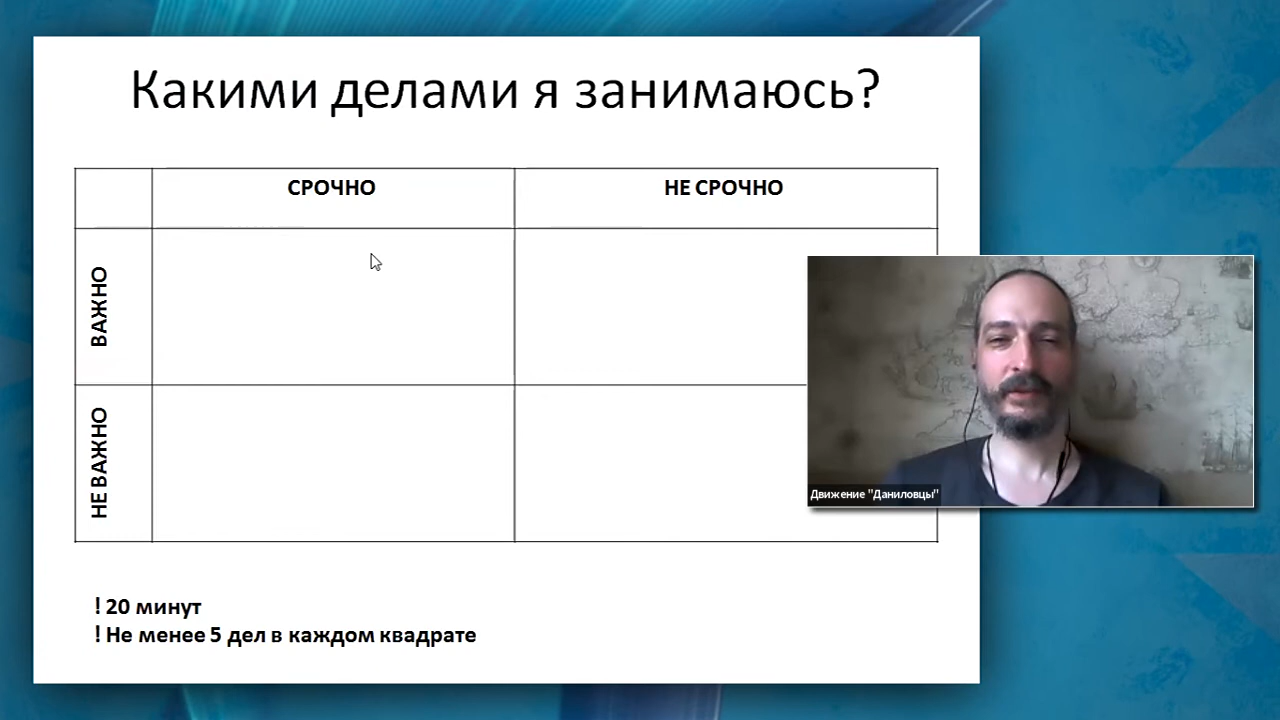 Какими делами я занимаюсь?
СРОЧНО
НЕ СРОЧНО
ВАЖНО
НЕ ВАЖНО
Движение "Даниловцы"
! 20 минут
! Не менее 5 дел в каждом квадрате